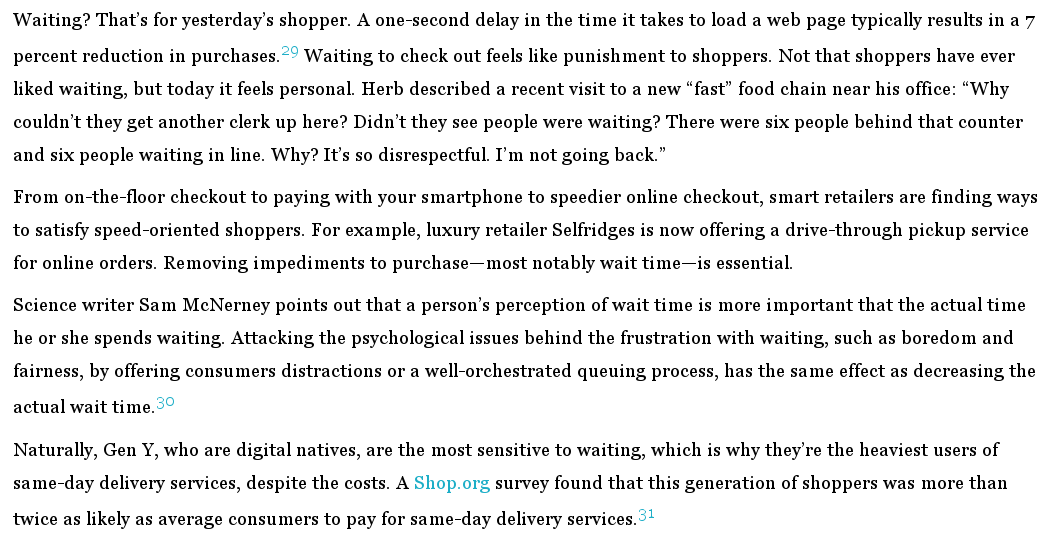 Waiting? That’s for yesterday’s shopper. A one-second delay in the time it takes to load a web page typically results in a 7
percent reduction in purchases.29 Waiting to check out feels like punishment to shoppers. Not that shoppers have ever
liked waiting, but today it feels personal. Herb described a recent visit to a new “fast” food chain near his office: “Why
couldn’t they get another clerk up here? Didn’t they see people were waiting? There were six people behind that counter
and six people waiting in line. Why? It’s so disrespectful. I’m not going back.”
From on-the-floor checkout to paying with your smartphone to speedier online checkout, smart retailers are finding ways
to satisfy speed-oriented shoppers. For example, luxury retailer Selfridges is now offering a drive-through pickup service
for online orders. Removing impediments to purchase—most notably wait time—is essential.
Science writer Sam McNerney points out that a person’s perception of wait time is more important that the actual time
he or she spends waiting. Attacking the psychological issues behind the frustration with waiting, such as boredom and
fairness, by offering consumers distractions or a well-orchestrated queuing process, has the same effect as decreasing the
actual wait time.30
Naturally, Gen Y, who are digital natives, are the most sensitive to waiting, which is why they’re the heaviest users of
same-day delivery services, despite the costs. A Shop.org survey found that this generation of shoppers was more than
twice as likely as average consumers to pay for same-day delivery services.31